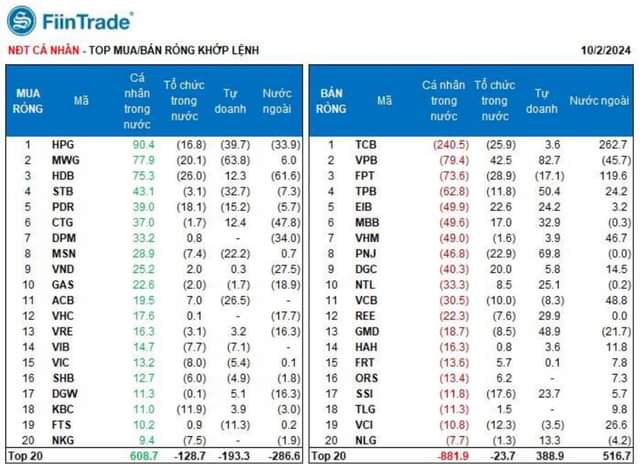 FiinTrade®
NĐT CÁ NHÂN - TOP MUA/BÁN RÒNG KHỚP LỆNH 10/2/2024
MUA RÒNG Mã Cá nhân trong nước Tổ chức trong nước Tự doanh Nước ngoài
1 HPG 90.4 (16.8) (39.7) (33.9)
2 MWG 77.9 (20.1) (63.8) 6.0
3 HDB 75.3 (26.0) 12.3 (61.6)
4 STB 43.1 (3.1) (32.7) (7.3)
5 PDR 39.0 (18.1) (15.2) (5.7)
6 CTG 37.0 (1.7) 12.4 (47.8)
7 DPM 33.2 0.8 - (34.0)
8 MSN 28.9 (7.4) (22.2) 0.7
9 VND 25.2 2.0 0.3 (27.5)
10 GAS 22.6 (2.0) (1.7) (18.9)
11 ACB 19.5 7.0 (26.5) -
12 VHC 17.6 0.1 - (17.7)
13 VRE 16.3 (3.1) 3.2 (16.3)
14 VIB 14.7 (7.7) (7.1) -
15 VIC 13.2 (8.0) (5.4) 0.1
16 SHB 12.7 (6.0) (4.9) (1.8)
17 DGW 11.3 (0.1) 5.1 (16.3)
18 KBC 11.0 (11.9) 3.9 (3.0)
19 FTS 10.2 0.9 (11.3) 0.2
20 NKG 9.4 (7.5) - (1.9)
Top 20 608.7 -128.7 -193.3 -286.6
BÁN RÒNG Mã Cá nhân trong nước Tổ chức trong nước Tự doanh Nước ngoài
1 TCB (240.5) (25.9) 3.6 262.7
2 VPB (79.4) 42.5 82.7 (45.7)
3 FPT (73.6) (28.9) (17.1) 119.6
4 TPB (62.8) (11.8) 50.4 24.2
5 EIB (49.9) 22.6 24.2 3.2
6 MBB (49.6) 17.0 32.9 (0.3)
7 VHM (49.0) (1.6) 3.9 46.7
8 PNJ (46.8) (22.9) 69.8 (0.0)
9 DGC (40.3) 20.0 5.8 14.5
10 NTL (33.3) 8.5 25.1 (0.2)
11 VCB (30.5) (10.0) (8.3) 48.8
12 REE (22.3) (7.6) 29.9 0.0
13 GMD (18.7) (8.5) 48.9 (21.7)
14 HAH (16.3) 0.8 3.6 11.8
15 FRT (13.6) 5.7 0.1 7.8
16 ORS (13.4) 6.2 - 7.3
17 SSI (11.8) (17.6) 23.7 5.7
18 TLG (11.3) 1.5 - 9.8
19 VCI (10.8) (12.3) (3.5) 26.6
20 NLG (7.7) (1.3) 13.3 (4.2)
Top 20 -881.9 -23.7 388.9 516.7